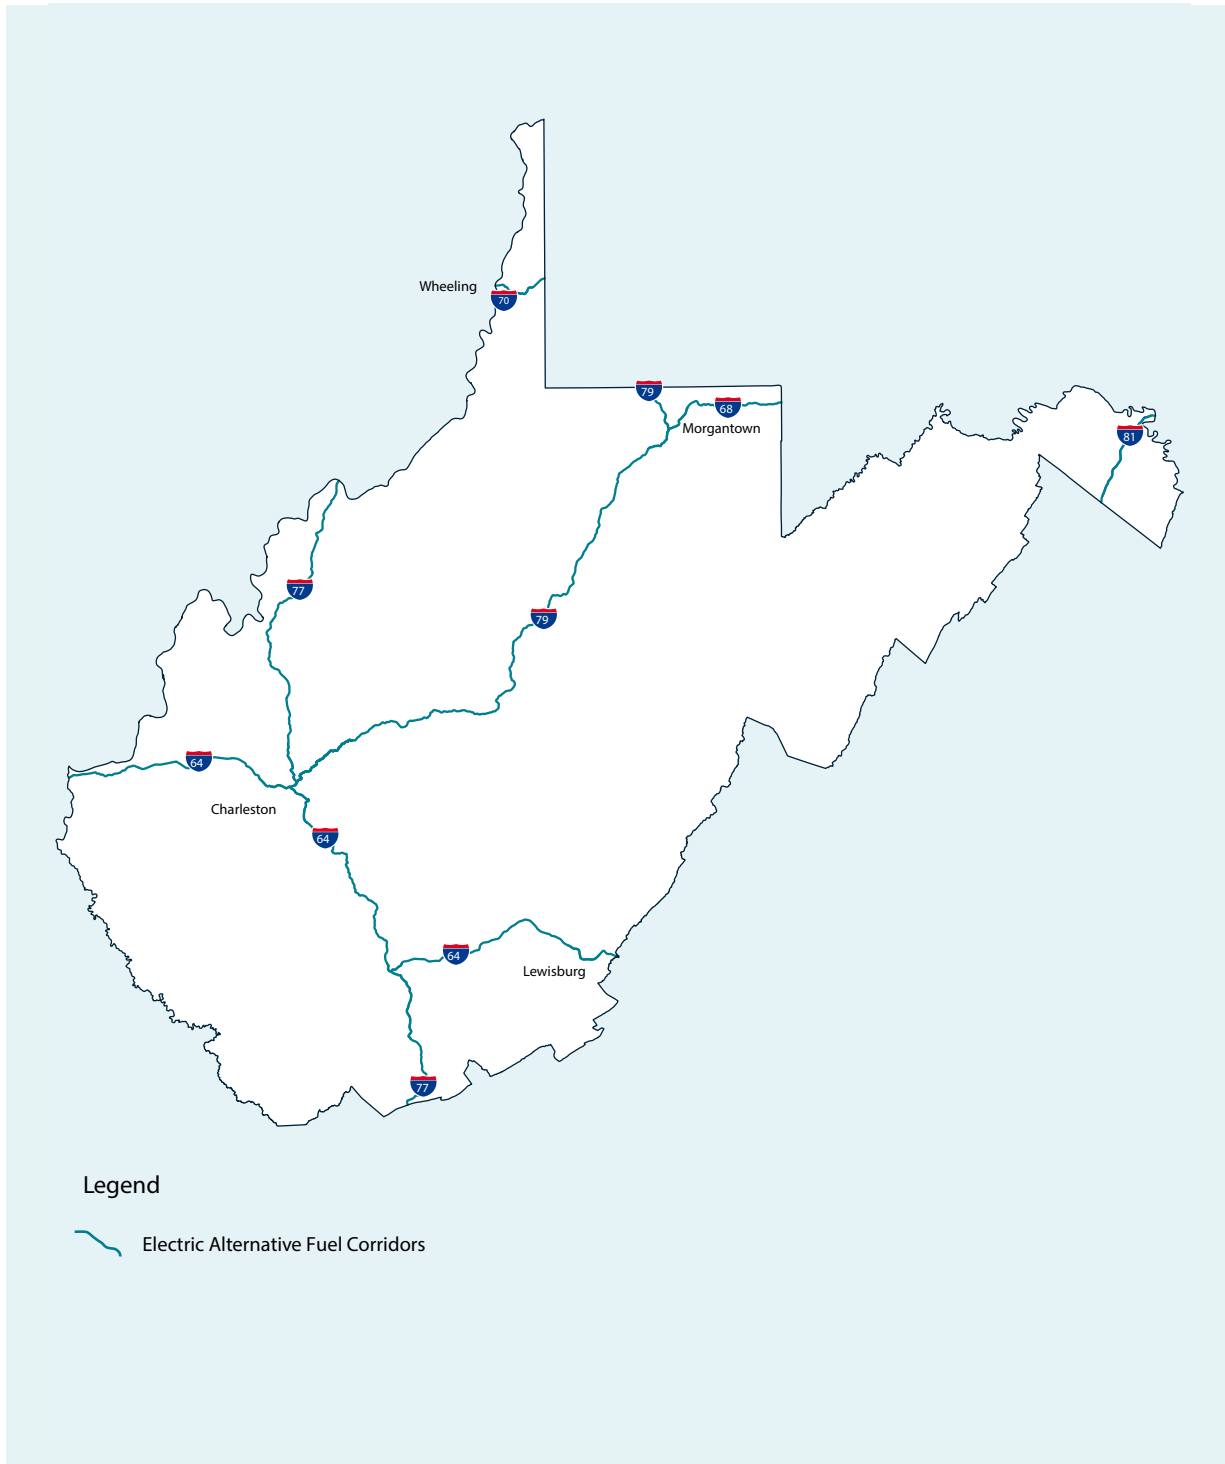 Wheeling
70
79
68
Morgantown
81
77
79
64
Charleston
64
64
Lewisburg
77
Legend
Electric Alternative Fuel Corridors